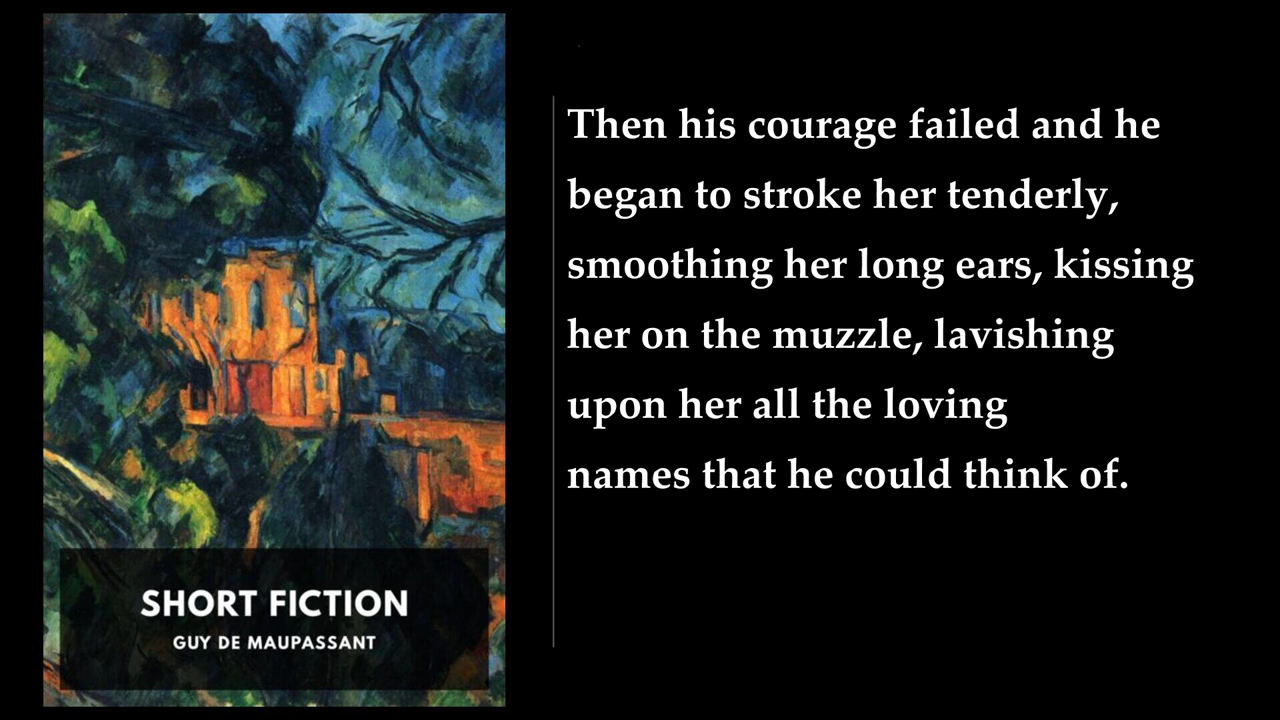 Then his courage failed and he
began to stroke her tenderly,
smoothing her long ears, kissing
her on the muzzle, lavishing
upon her all the loving
names that he could think of.
SHORT FICTION
GUY DE MAUPASSANT